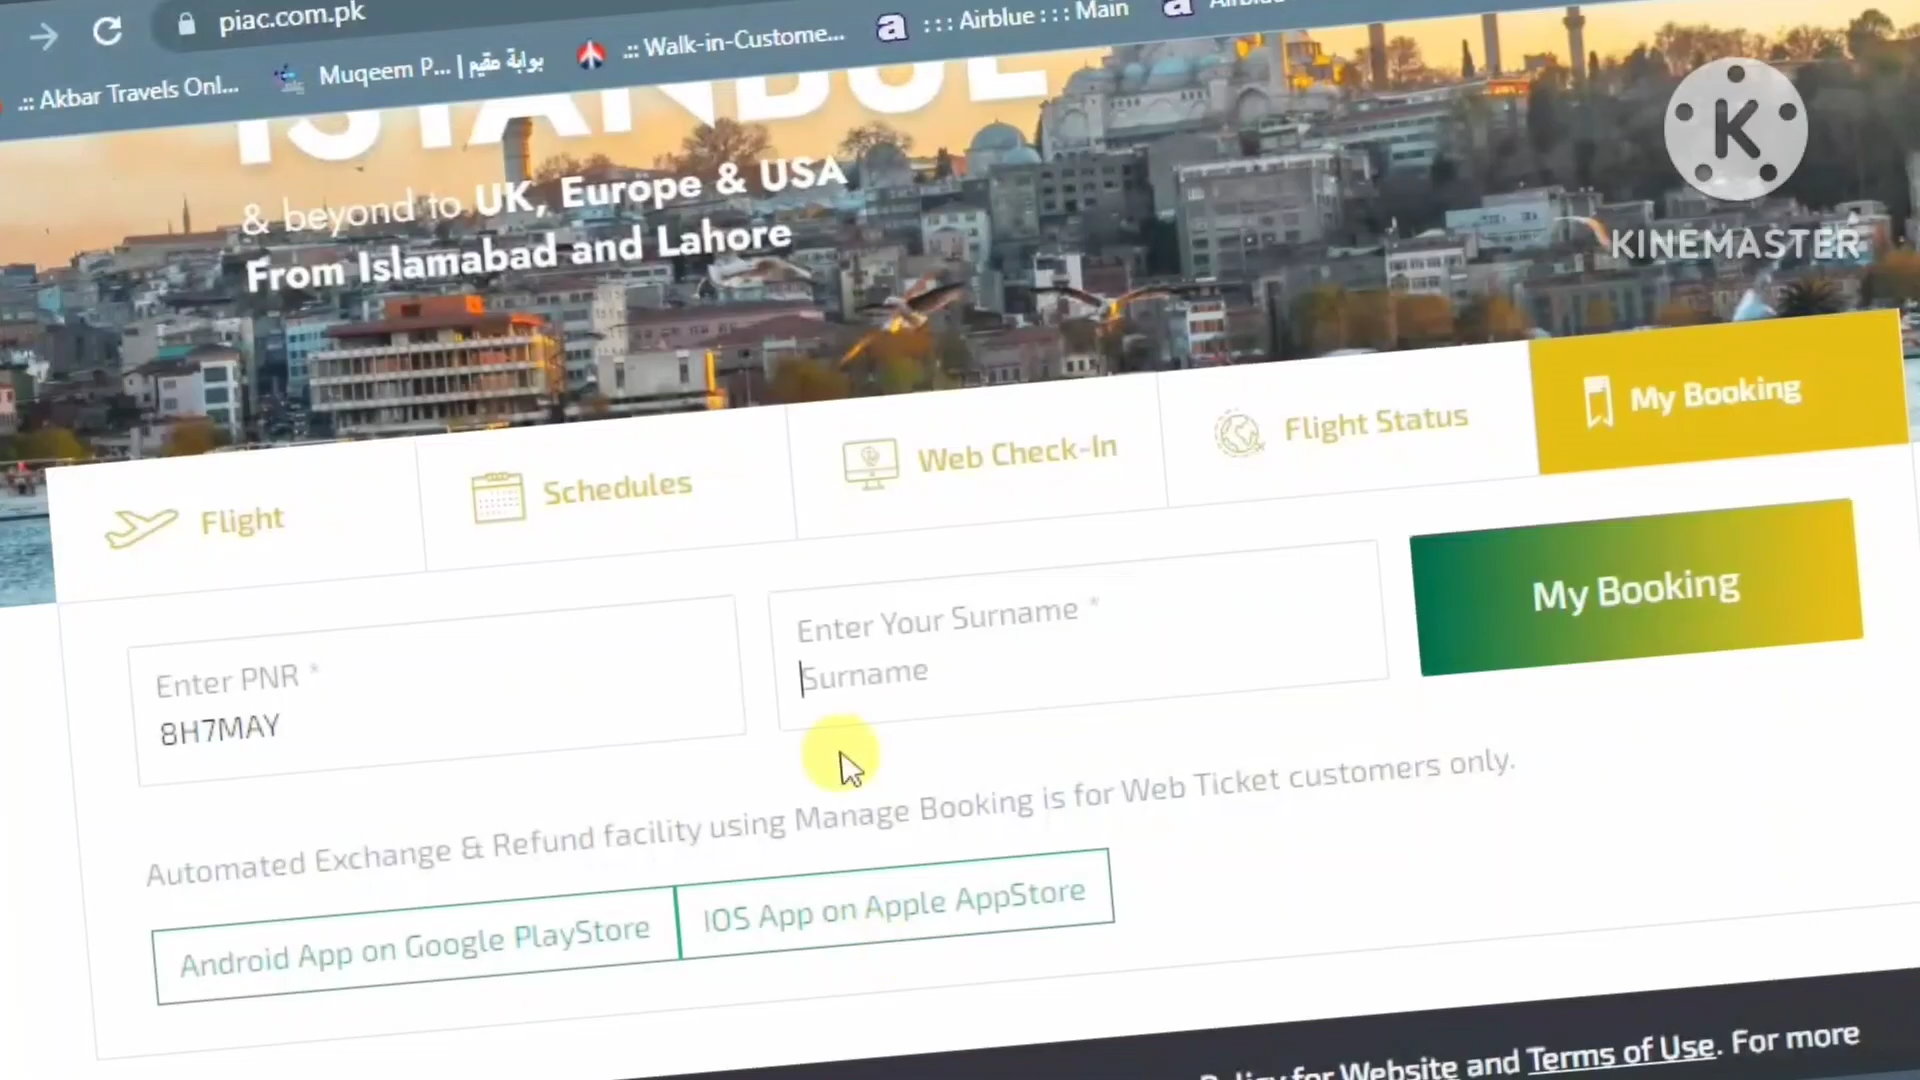 piac.com.pk
.:: Akbar Travels Onl...
Muqeem P... | بوابة مقيم
.:: Walk-in-Custome...
::: Airblue ::: Main
ISTANBUL
& beyond to UK, Europe & USA
From Islamabad and Lahore
K
KINEMASTER
Flight
Schedules
Web Check-In
Flight Status
My Booking
Enter PNR *
8H7MAY
Enter Your Surname *
Surname
My Booking
Automated Exchange & Refund facility using Manage Booking is for Web Ticket customers only.
Android App on Google PlayStore
IOS App on Apple AppStore
Policy for Website and Terms of Use. For more